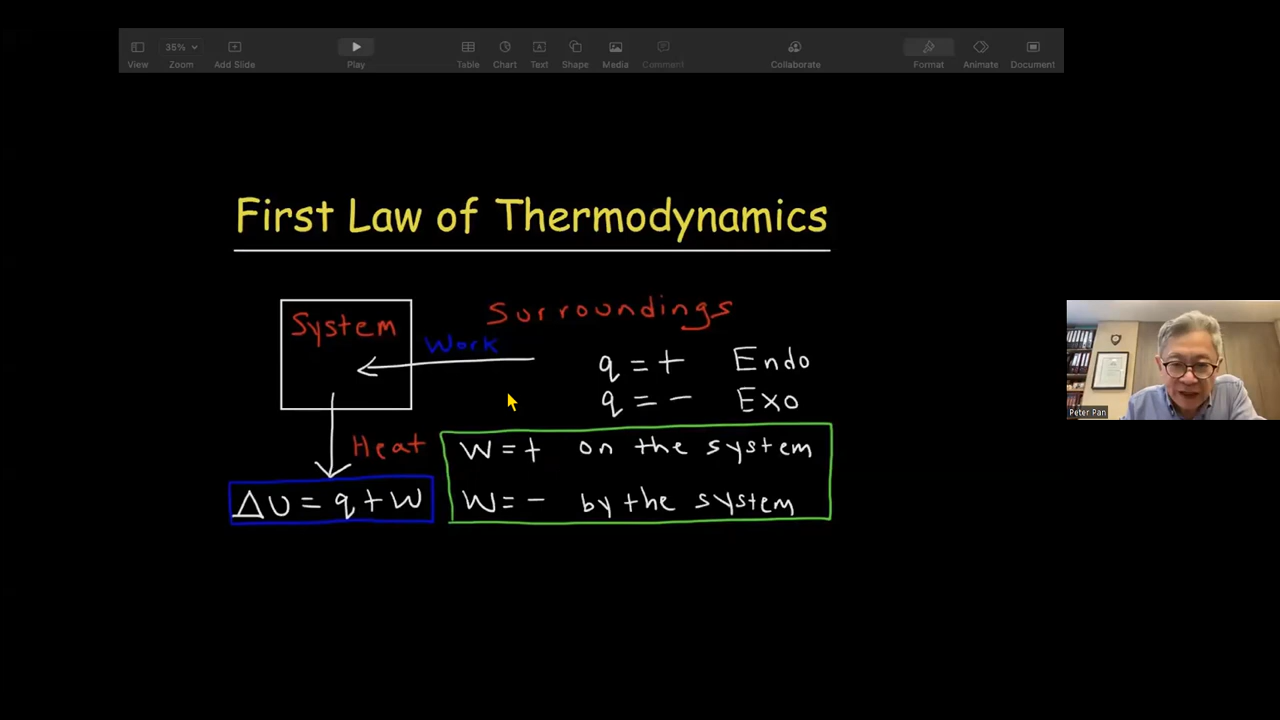 View
35%
Zoom
Add Slide
Play
Table
Chart
Text
Shape
Media
Comment
Collaborate
Format
Animate
Document
First Law of Thermodynamics
System
Surroundings
Work
q = + Endo
q = - Exo
Heat
W = + on the system
ΔU = q + W
W = - by the system
Peter Pan